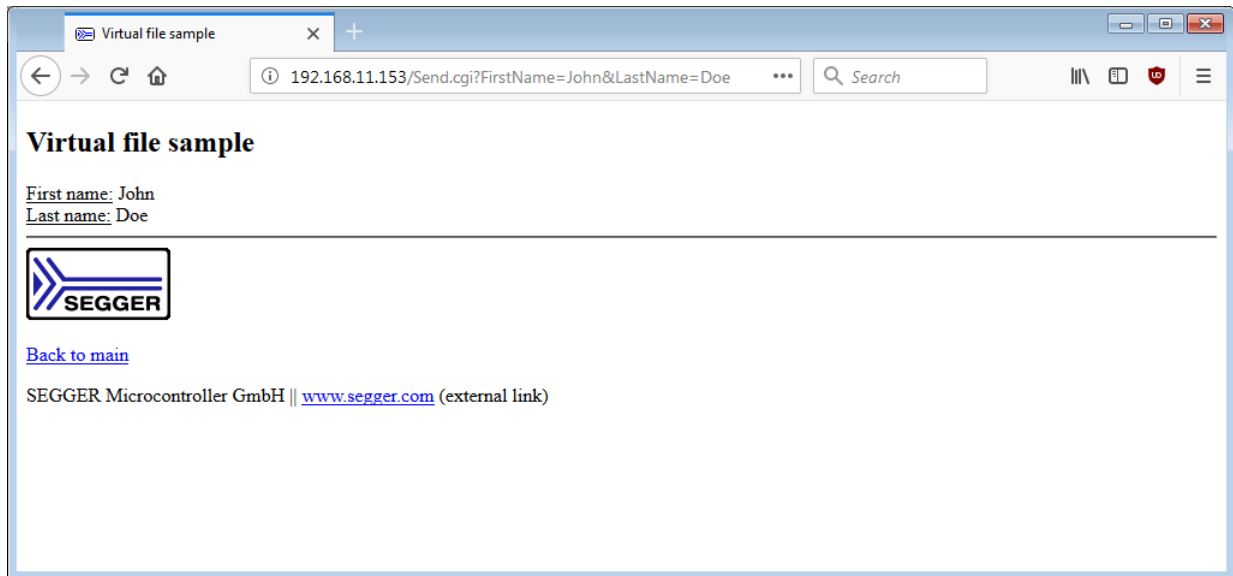 Virtual file sample
192.168.11.153/Send.cgi?FirstName=John&LastName=Doe
Search
Virtual file sample
First name: John
Last name: Doe
SEGGER
Back to main
SEGGER Microcontroller GmbH || www.segger.com (external link)